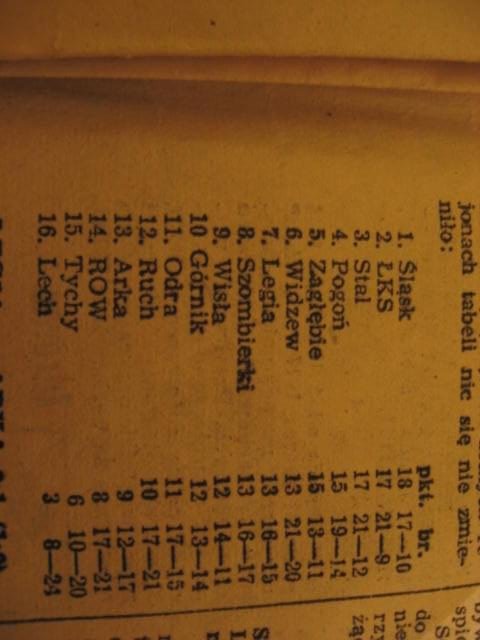 jonach tabeli nic się nie zmie-
niło:
pkt. br.
1. Śląsk 18 17—10
2. ŁKS 17 21—9
3. Stal 17 21—12
4. Pogoń 15 19—14
5. Zagłębie 15 13—11
6. Widzew 13 21—20
7. Legia 13 16—15
8. Szombierki 13 16—17
9. Wisła 12 14—11
10 Górnik 12 13—14
11. Odra 11 17—15
12. Ruch 10 17—21
13. Arka 9 12—17
14. ROW 8 17—21
15. Tychy 6 10—20
16. Lech 3 8—24